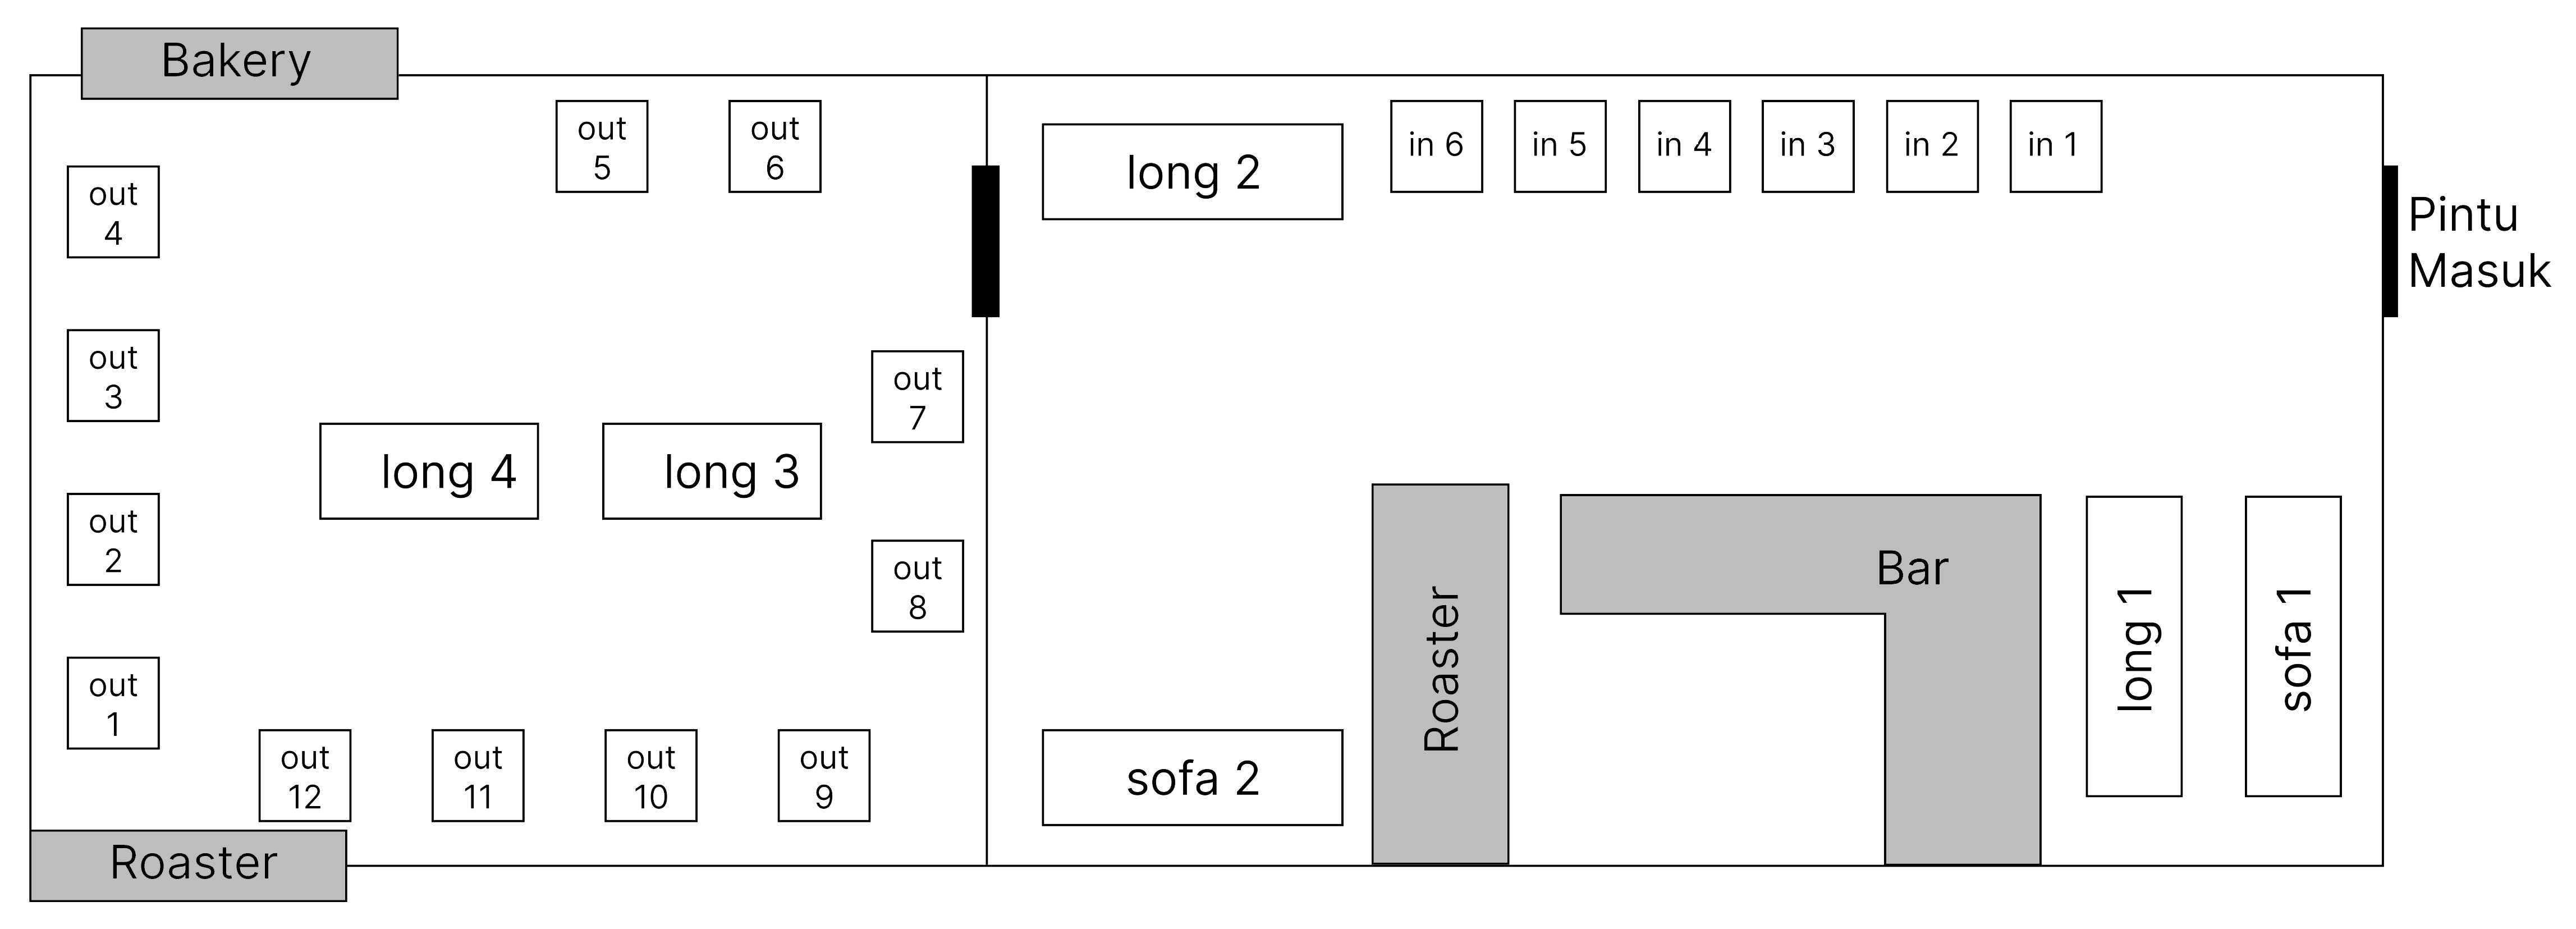 Bakery
out
5
out
6
long 2
in 6
in 5
in 4
in 3
in 2
in 1
Pintu
Masuk
out
4
out
3
out
7
long 4
long 3
out
2
out
8
Roaster
Bar
long 1
sofa 1
out
1
out
12
out
11
out
10
out
9
sofa 2
Roaster